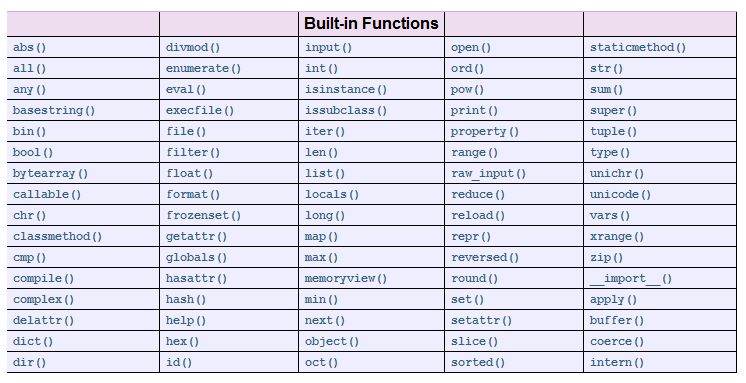 Built-in Functions
abs() divmod() input() open() staticmethod()
all() enumerate() int() ord() str()
any() eval() isinstance() pow() sum()
basestring() execfile() issubclass() print() super()
bin() file() iter() property() tuple()
bool() filter() len() range() type()
bytearray() float() list() raw_input() unichr()
callable() format() locals() reduce() unicode()
chr() frozenset() long() reload() vars()
classmethod() getattr() map() repr() xrange()
cmp() globals() max() reversed() zip()
compile() hasattr() memoryview() round() __import__()
complex() hash() min() set() apply()
delattr() help() next() setattr() buffer()
dict() hex() object() slice() coerce()
dir() id() oct() sorted() intern()